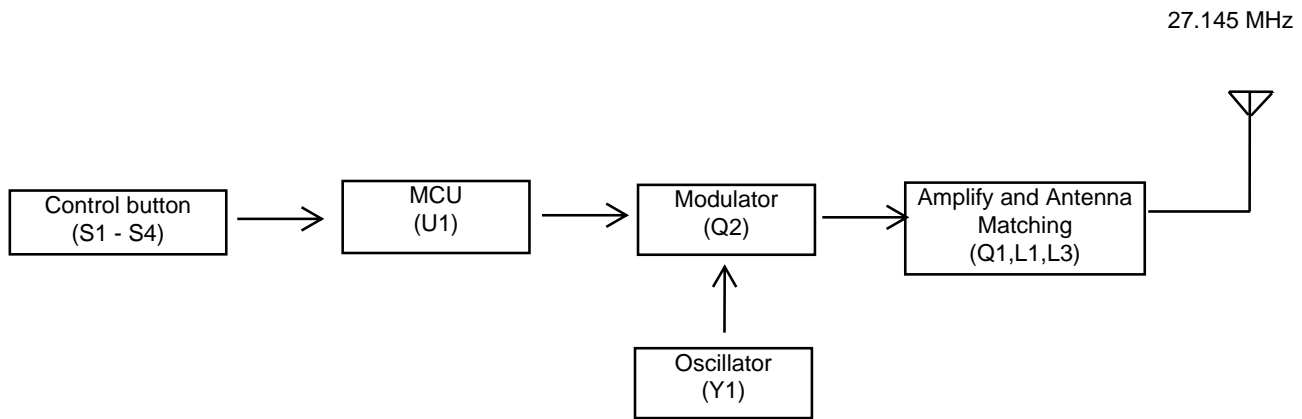 27.145 MHz
Control button
(S1 - S4)
MCU
(U1)
Modulator
(Q2)
Amplify and Antenna
Matching
(Q1,L1,L3)
Oscillator
(Y1)